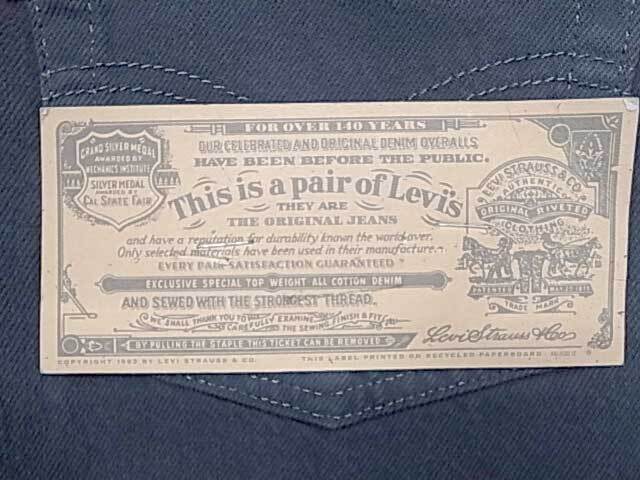 FOR OVER 140 YEARS
OUR CELEBRATED AND ORIGINAL DENIM OVERALLS
HAVE BEEN BEFORE THE PUBLIC.
This is a pair of Levi's
THEY ARE
THE ORIGINAL JEANS
and have a reputation for durability known the world over.
Only selected materials have been used in their manufacture.
EVERY PAIR SATISFACTION GUARANTEED
EXCLUSIVE SPECIAL TOP WEIGHT ALL COTTON DENIM
AND SEWED WITH THE STRONGEST THREAD.
WE SHALL THANK YOU TO
CAREFULLY EXAMINE THE SEWING FINISH & FIT
BY PULLING THE STAPLE THIS TICKET CAN BE REMOVED
GRAND SILVER MEDAL
AWARDED BY
MECHANICS INSTITUTE
SILVER MEDAL
AWARDED BY
CAL STATE FAIR
LEVI STRAUSS & CO.
AUTHENTIC
ORIGINAL RIVETED
CLOTHING
PATENTED MAY 20 1873
TRADE MARK
Levi Strauss & Co
COPYRIGHT BY LEVI STRAUSS & CO.
THIS LABEL PRINTED ON RECYCLED PAPERBOARD